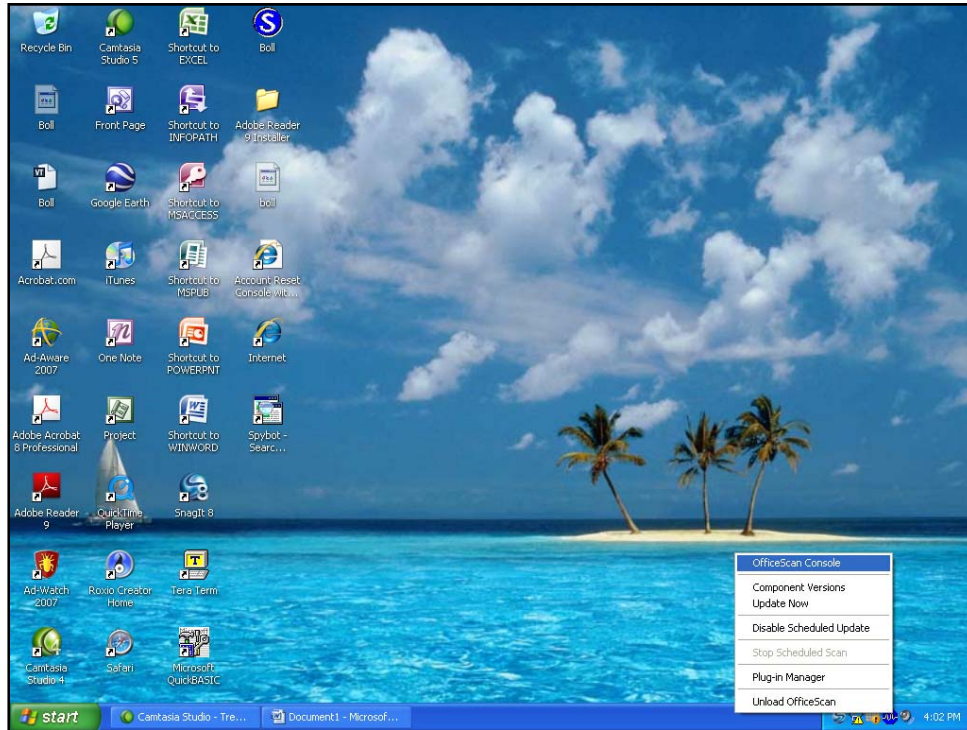 Recycle Bin
Camtasia
Studio 5
Shortcut to
EXCEL
Boll
Boll
Front Page
Shortcut to
INFOPATH
Adobe Reader
9 Installer
Boll
Google Earth
Shortcut to
MSACCESS
boll
Acrobat.com
iTunes
Shortcut to
MSPUB
Account Reset
Console wit...
Ad-Aware
2007
One Note
Shortcut to
POWERPNT
Internet
Adobe Acrobat
8 Professional
Project
Shortcut to
WINWORD
Spybot -
Searc...
Adobe Reader
9
QuickTime
Player
SnagIt 8
Ad-Watch
2007
Roxio Creator
Home
Tera Term
Camtasia
Studio 4
Safari
Microsoft
QuickBASIC
OfficeScan Console
Component Versions
Update Now
Disable Scheduled Update
Stop Scheduled Scan
Plug-in Manager
Unload OfficeScan
start
Camtasia Studio - Tre...
Document1 - Microsof...
4:02 PM